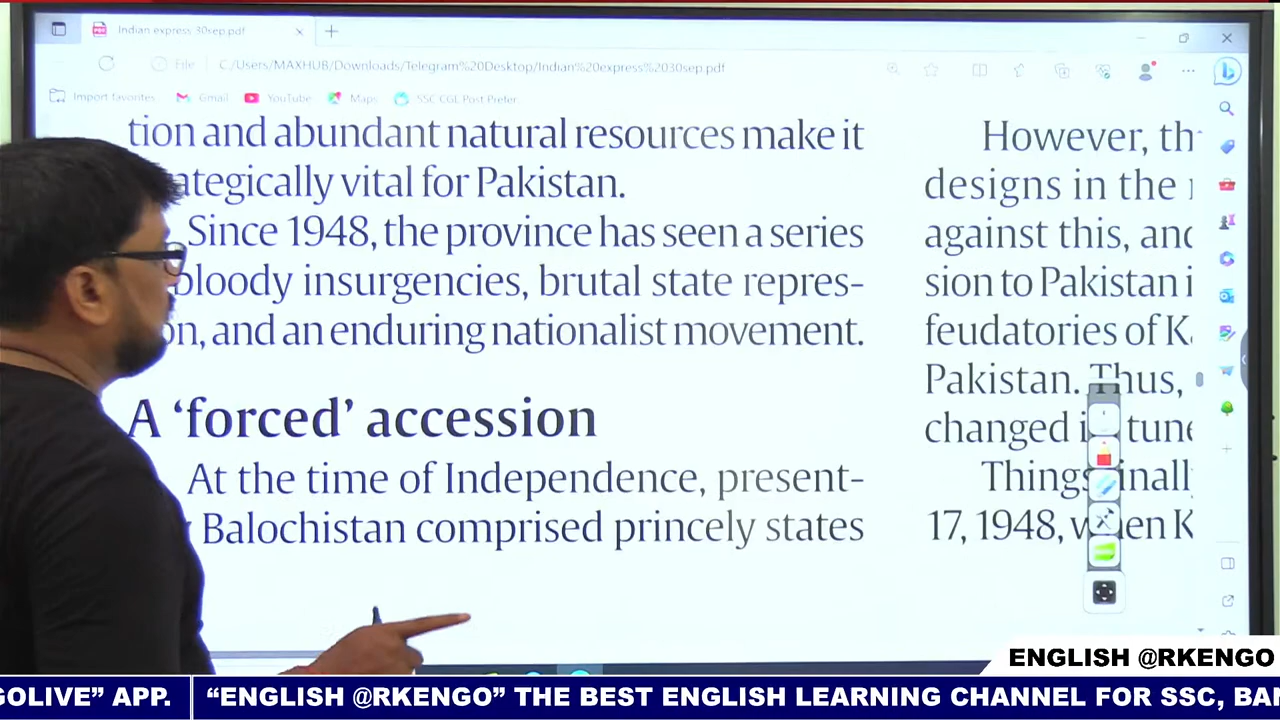 Indian express 30sep.pdf
File
C:/Users/MAXHUB/Downloads/Telegram%20Desktop/Indian%20express%2030sep.pdf
Import favorites
Gmail
YouTube
Maps
SSC CGL Post Prefer
tion and abundant natural resources make it
ategically vital for Pakistan.
Since 1948, the province has seen a series
bloody insurgencies, brutal state repres-
on, and an enduring nationalist movement.
A ‘forced’ accession
At the time of Independence, present-
Balochistan comprised princely states
However, th
designs in the
against this, and
sion to Pakistan i
feudatories of K
Pakistan. Thus,
changed i tune
Things inall
17, 1948, when K
ENGLISH @RKENGO
GOLIVE” APP.
“ENGLISH @RKENGO” THE BEST ENGLISH LEARNING CHANNEL FOR SSC, BAN